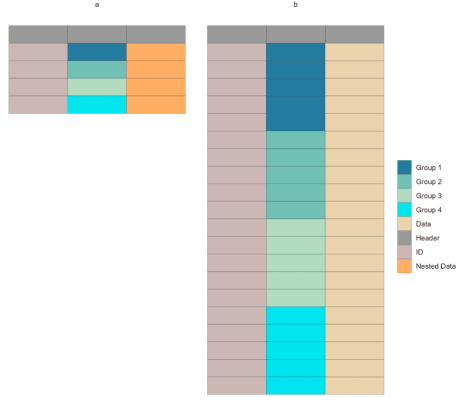 a
b
Group 1
Group 2
Group 3
Group 4
Data
Header
ID
Nested Data